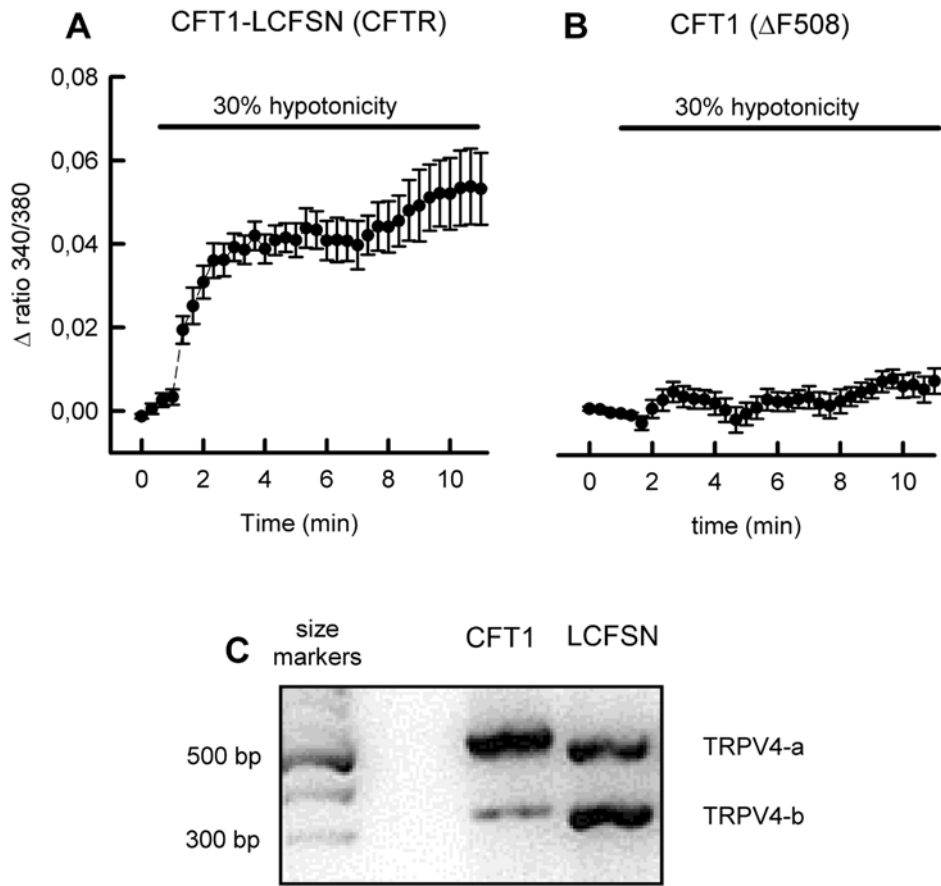 A
CFT1-LCFSN (CFTR)
30% hypotonicity
Δ ratio 340/380
0,08
0,06
0,04
0,02
0,00
0 2 4 6 8 10
Time (min)
B
CFT1 (ΔF508)
30% hypotonicity
0 2 4 6 8 10
time (min)
C
size
markers
CFT1 LCFSN
500 bp
300 bp
TRPV4-a
TRPV4-b